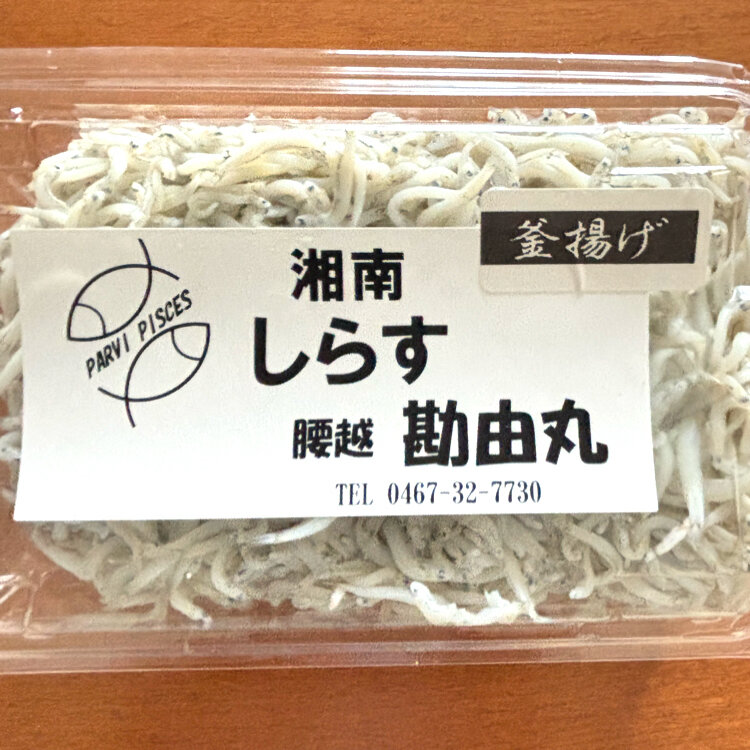 釜揚げ
湘南
しらす
腰越 勘由丸
TEL 0467-32-7730
PARVI PISCES